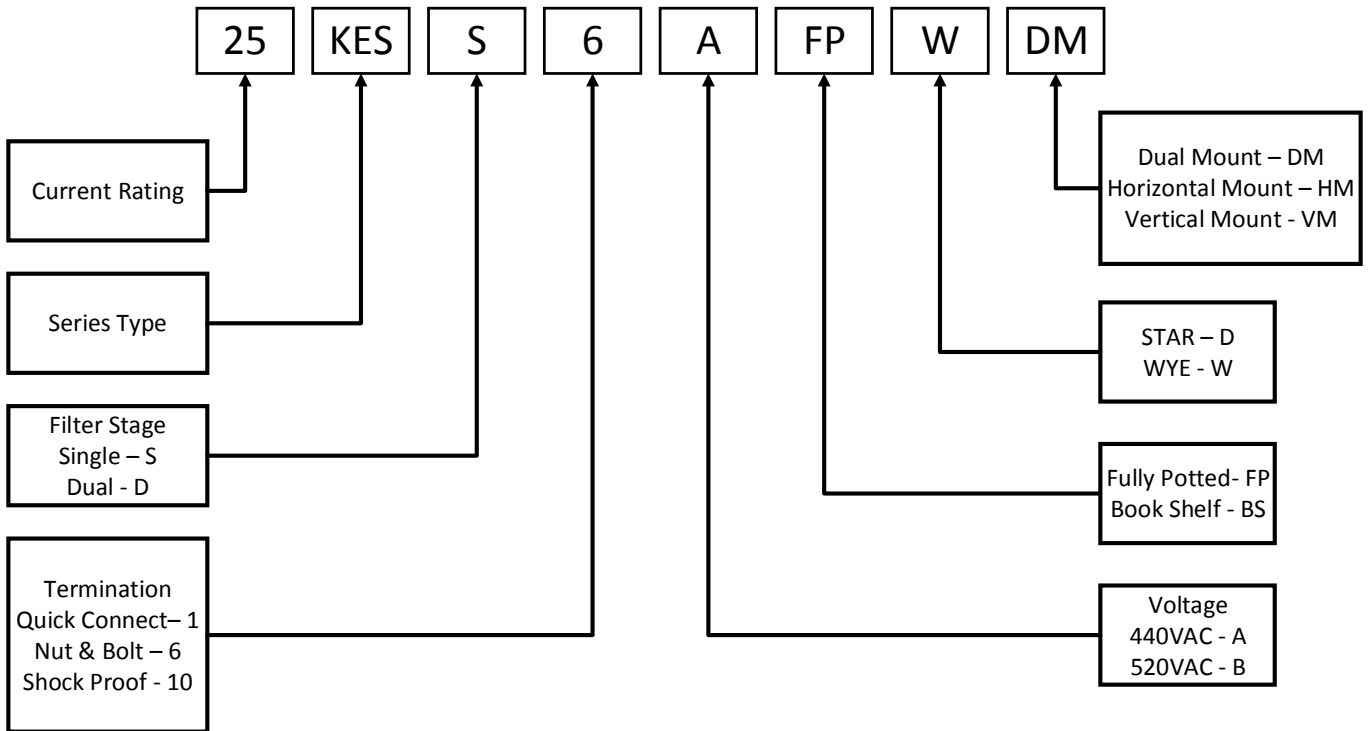 25 KES S 6 A FP W DM
Current Rating
Series Type
Filter Stage
Single – S
Dual - D
Termination
Quick Connect– 1
Nut & Bolt – 6
Shock Proof - 10
Dual Mount – DM
Horizontal Mount – HM
Vertical Mount - VM
STAR – D
WYE - W
Fully Potted- FP
Book Shelf - BS
Voltage
440VAC - A
520VAC - B